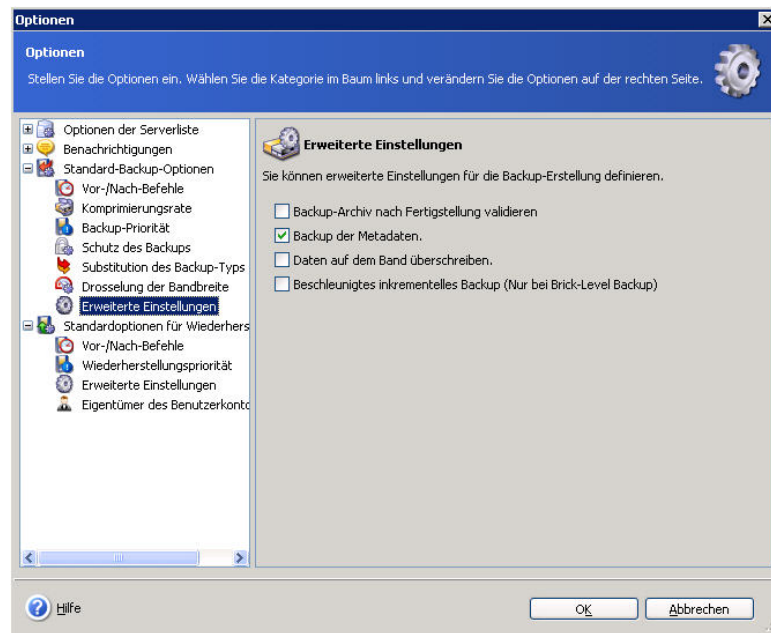 Optionen
Optionen
Stellen Sie die Optionen ein. Wählen Sie die Kategorie im Baum links und verändern Sie die Optionen auf der rechten Seite.
Optionen der Serverliste
Benachrichtigungen
Standard-Backup-Optionen
Vor-/Nach-Befehle
Komprimierungsrate
Backup-Priorität
Schutz des Backups
Substitution des Backup-Typs
Drosselung der Bandbreite
Erweiterte Einstellungen
Standardoptionen für Wiederhers
Vor-/Nach-Befehle
Wiederherstellungspriorität
Erweiterte Einstellungen
Eigentümer des Benutzerkonto
Erweiterte Einstellungen
Sie können erweiterte Einstellungen für die Backup-Erstellung definieren.
Backup-Archiv nach Fertigstellung validieren
Backup der Metadaten.
Daten auf dem Band überschreiben.
Beschleunigtes inkrementelles Backup (Nur bei Brick-Level Backup)
Hilfe
OK
Abbrechen